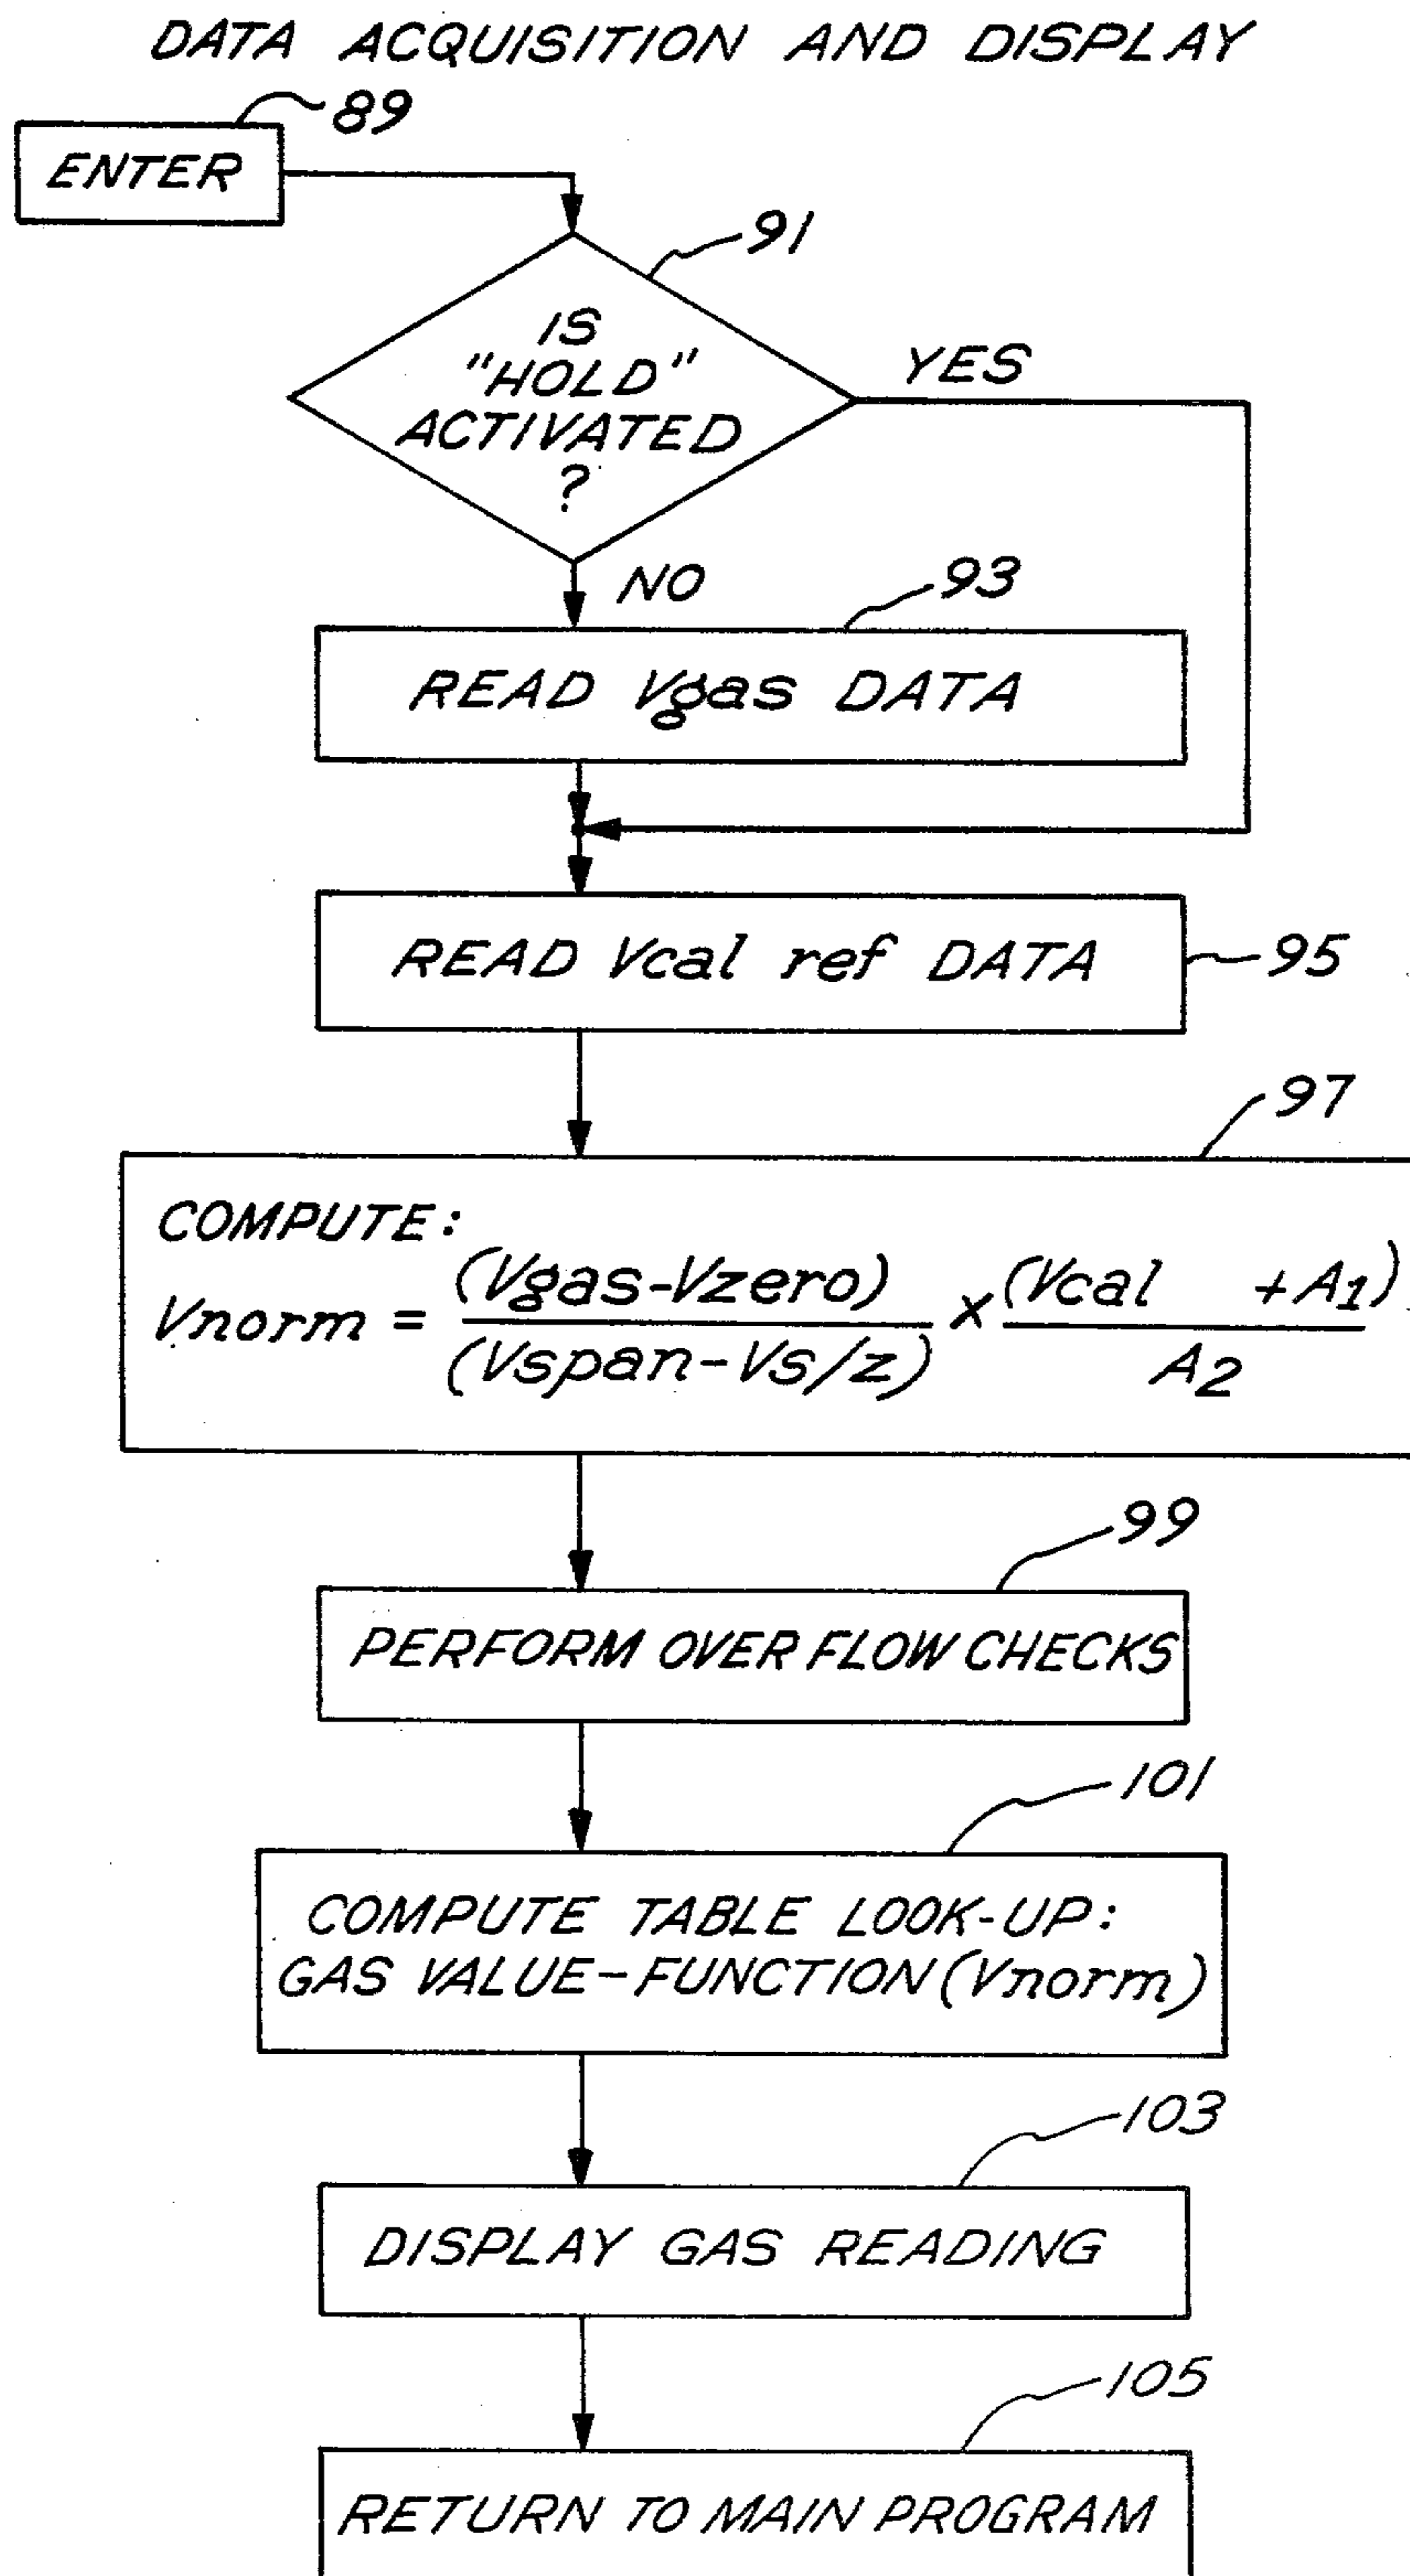 DATA ACQUISITION AND DISPLAY
89
ENTER
91
IS
"HOLD"
ACTIVATED
?
YES
NO
93
READ Vgas DATA
READ Vcal ref DATA
95
97
COMPUTE:
Vnorm = (Vgas-Vzero) / (Vspan-Vs/z) x (Vcal +A1) / A2
99
PERFORM OVER FLOW CHECKS
101
COMPUTE TABLE LOOK-UP:
GAS VALUE-FUNCTION(Vnorm)
103
DISPLAY GAS READING
105
RETURN TO MAIN PROGRAM